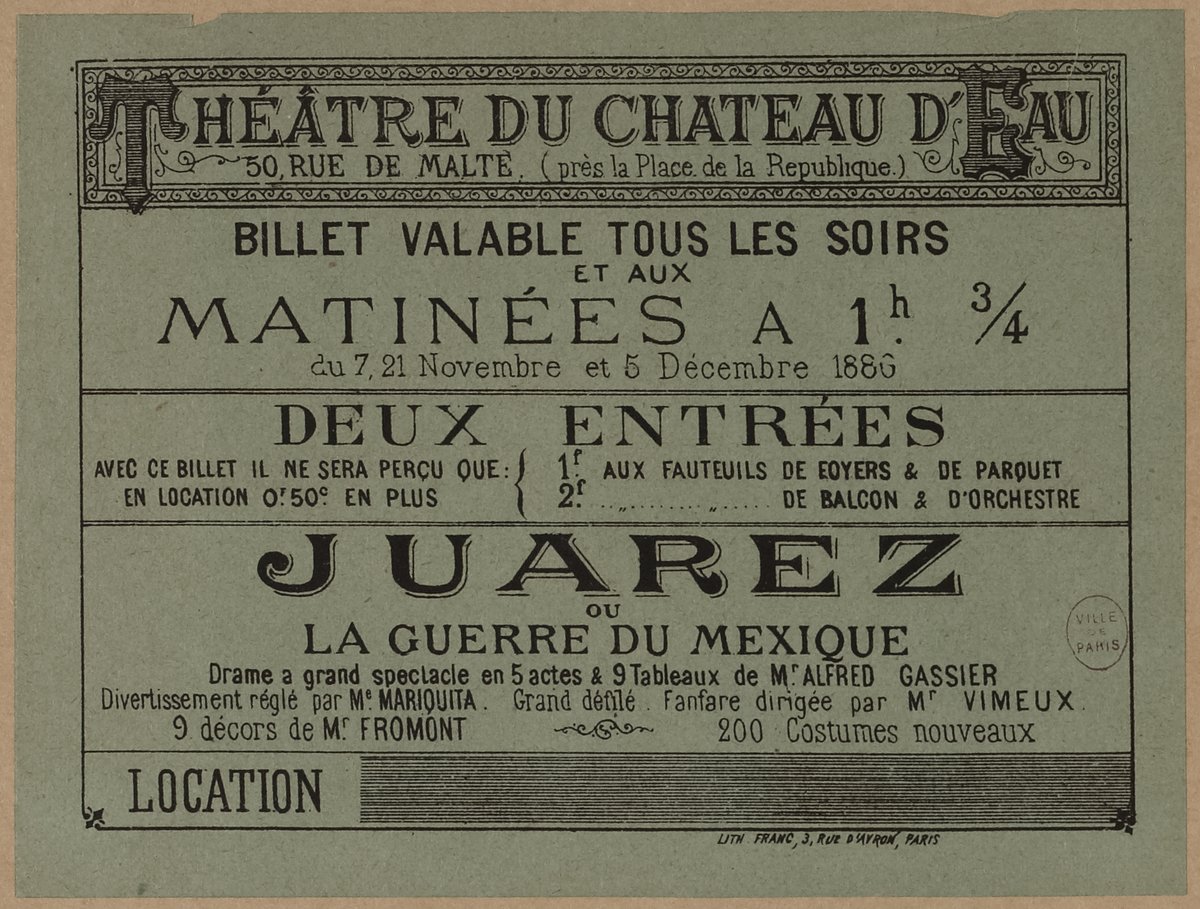 THÉÂTRE DU CHATEAU D'EAU
50, RUE DE MALTE. (près la Place de la Republique.)
BILLET VALABLE TOUS LES SOIRS
ET AUX
MATINÉES A 1h. 3/4
du 7, 21 Novembre et 5 Décembre 1886
DEUX ENTRÉES
AVEC CE BILLET IL NE SERA PERÇU QUE: { 1f. AUX FAUTEUILS DE FOYERS & DE PARQUET
EN LOCATION 0f.50c. EN PLUS 2f. ...„.........„..... DE BALCON & D'ORCHESTRE
JUAREZ
OU
LA GUERRE DU MEXIQUE
Drame a grand spectacle en 5 actes & 9 Tableaux de Mr. ALFRED GASSIER
Divertissement réglé par Me. MARIQUITA. Grand défilé. Fanfare dirigée par Mr VIMEUX.
9 décors de Mr FROMONT 200 Costumes nouveaux
VILLE
DE
PARIS
LOCATION
LITH. FRANC, 3, RUE D'AVRON, PARIS